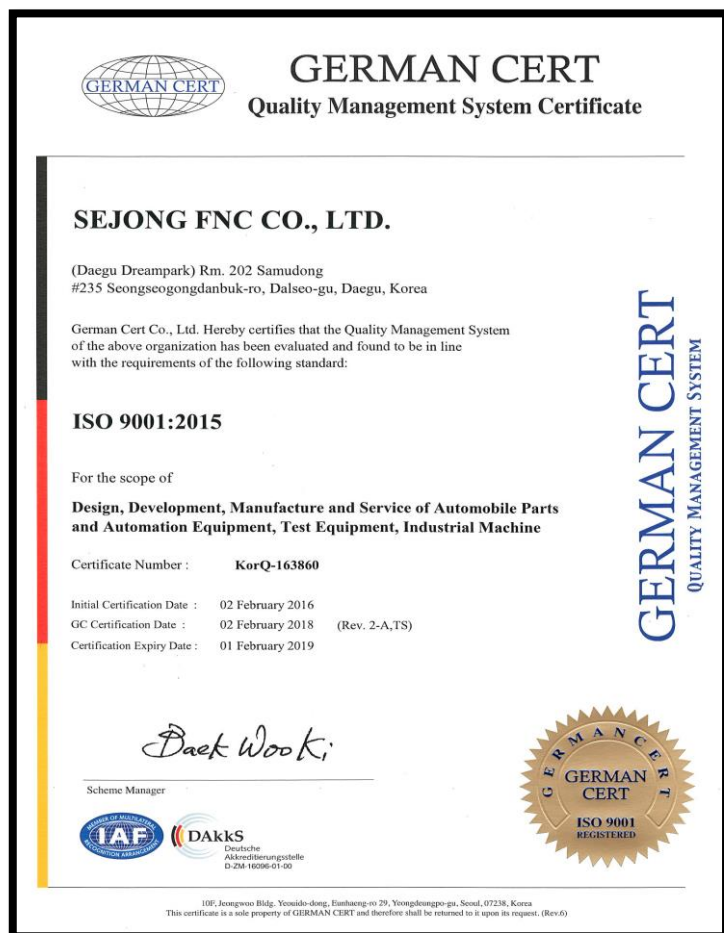 GERMAN CERT
GERMAN CERT
Quality Management System Certificate
SEJONG FNC CO., LTD.
(Daegu Dreampark) Rm. 202 Samudong
#235 Seongseogongdanbuk-ro, Dalseo-gu, Daegu, Korea
German Cert Co., Ltd. Hereby certifies that the Quality Management System
of the above organization has been evaluated and found to be in line
with the requirements of the following standard:
ISO 9001:2015
For the scope of
Design, Development, Manufacture and Service of Automobile Parts
and Automation Equipment, Test Equipment, Industrial Machine
Certificate Number : KorQ-163860
Initial Certification Date : 02 February 2016
GC Certification Date : 02 February 2018 (Rev. 2-A,TS)
Certification Expiry Date : 01 February 2019
GERMAN CERT
QUALITY MANAGEMENT SYSTEM
Baek Woo Ki
Scheme Manager
MEMBER OF MULTILATERAL
IAF
RECOGNITION ARRANGEMENT
DAkkS
Deutsche
Akkreditierungsstelle
D-ZM-16096-01-00
GERMANCERT
GERMAN
CERT
ISO 9001
REGISTERED
10F, Jeongwoo Bldg. Yeouido-dong, Eunhaeng-ro 29, Yeongdeungpo-gu, Seoul, 07238, Korea
This certificate is a sole property of GERMAN CERT and therefore shall be returned to it upon its request. (Rev.6)